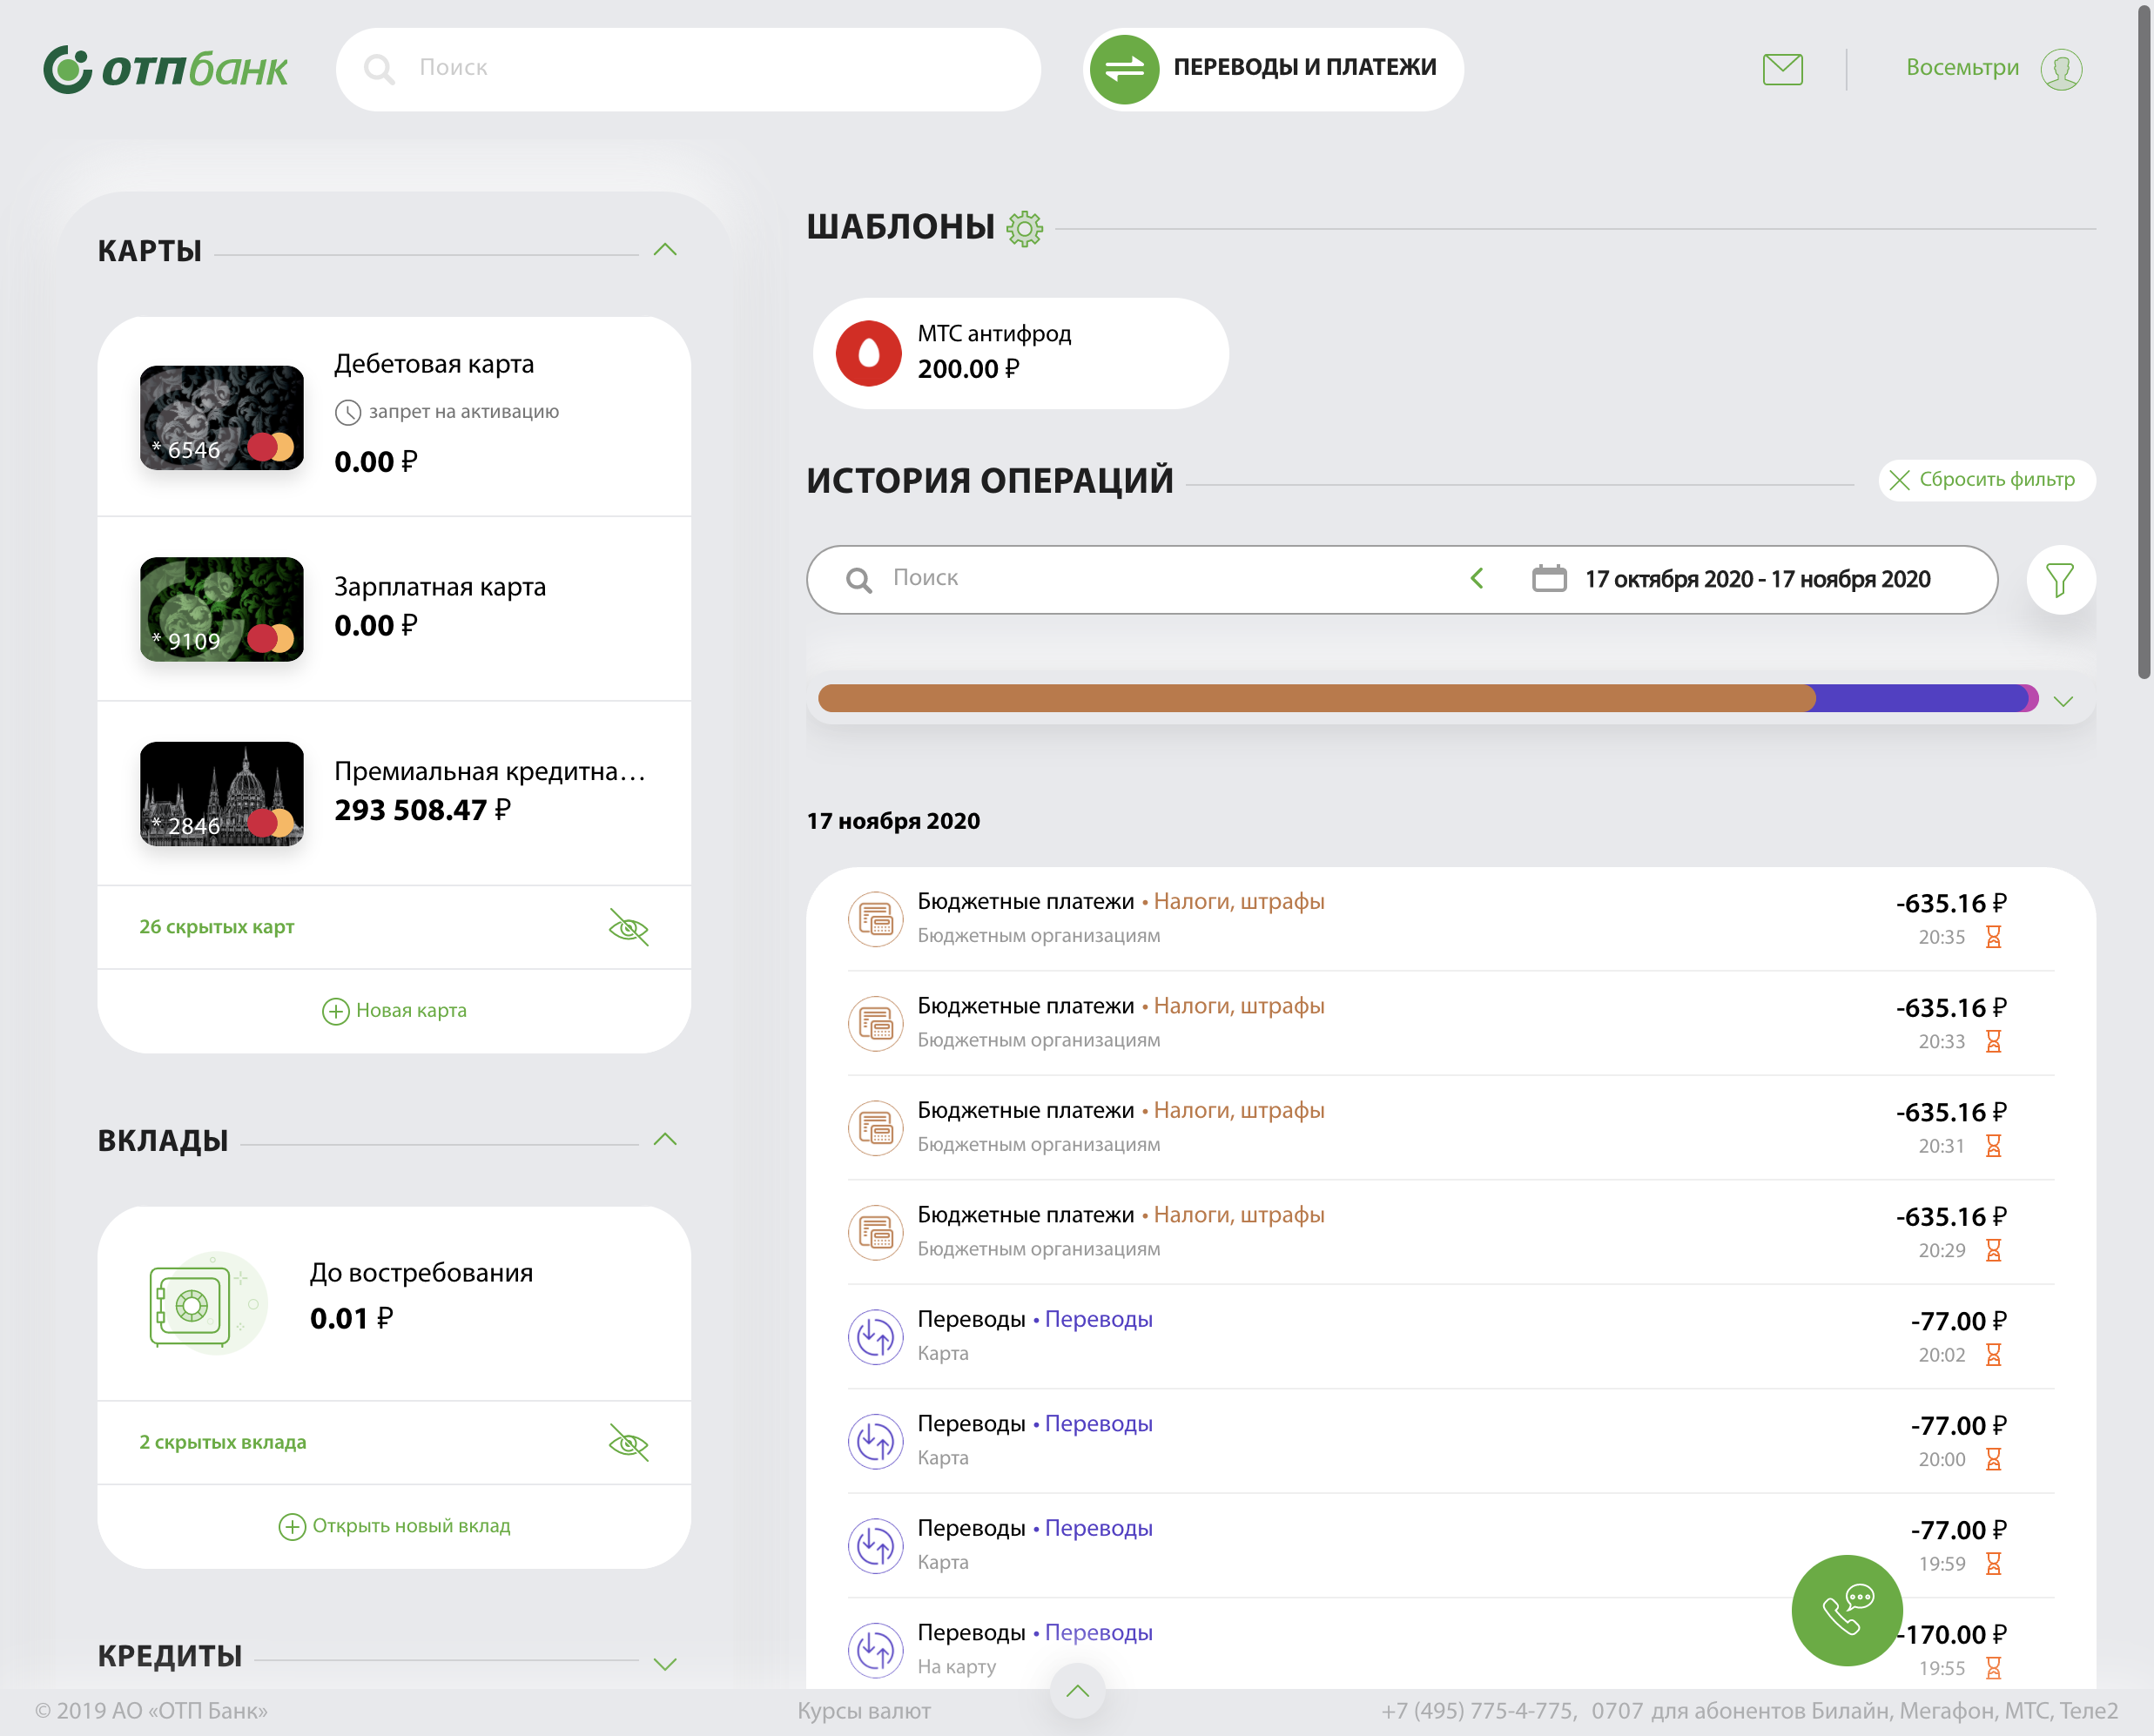 отпбанк
Поиск
ПЕРЕВОДЫ И ПЛАТЕЖИ
Восемьтри
КАРТЫ
Дебетовая карта
запрет на активацию
* 6546
0.00 ₽
Зарплатная карта
0.00 ₽
* 9109
Премиальная кредитна...
293 508.47 ₽
* 2846
26 скрытых карт
Новая карта
ВКЛАДЫ
До востребования
0.01 ₽
2 скрытых вклада
Открыть новый вклад
КРЕДИТЫ
ШАБЛОНЫ
МТС антифрод
200.00 ₽
ИСТОРИЯ ОПЕРАЦИЙ
Сбросить фильтр
Поиск
17 октября 2020 - 17 ноября 2020
17 ноября 2020
Бюджетные платежи • Налоги, штрафы -635.16 ₽
Бюджетным организациям 20:35
Бюджетные платежи • Налоги, штрафы -635.16 ₽
Бюджетным организациям 20:33
Бюджетные платежи • Налоги, штрафы -635.16 ₽
Бюджетным организациям 20:31
Бюджетные платежи • Налоги, штрафы -635.16 ₽
Бюджетным организациям 20:29
Переводы • Переводы -77.00 ₽
Карта 20:02
Переводы • Переводы -77.00 ₽
Карта 20:00
Переводы • Переводы -77.00 ₽
Карта 19:59
Переводы • Переводы -170.00 ₽
На карту 19:55
© 2019 АО «ОТП Банк»
Курсы валют
+7 (495) 775-4-775, 0707 для абонентов Билайн, Мегафон, МТС, Теле2